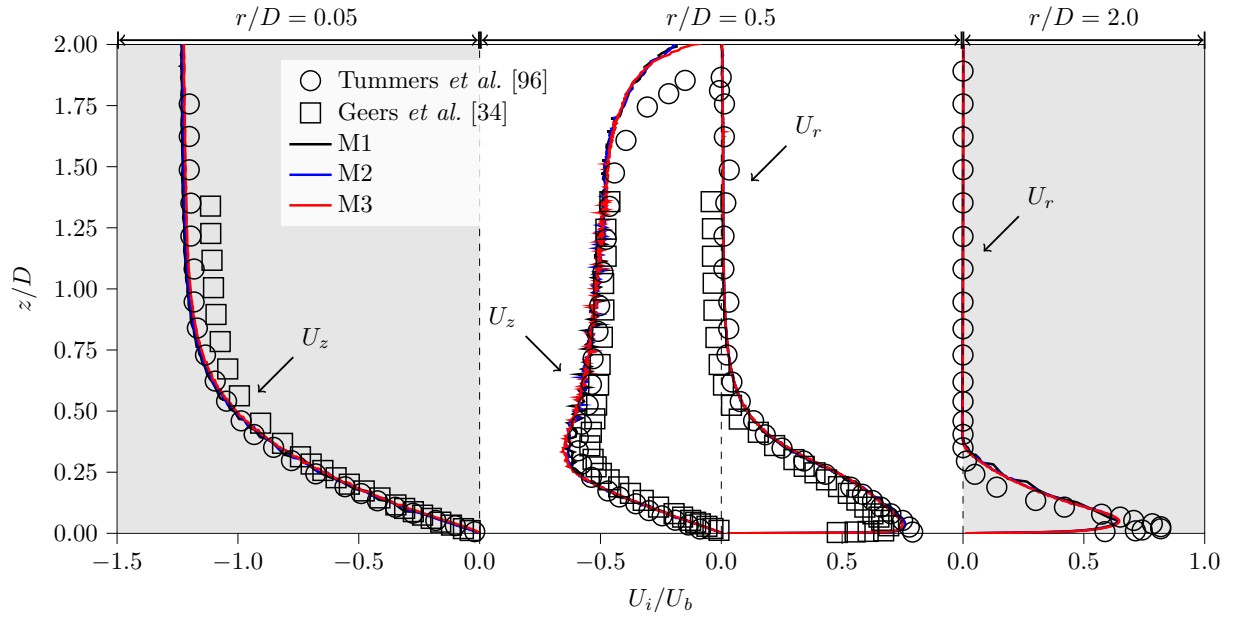 r/D = 0.05 r/D = 0.5 r/D = 2.0
2.00
1.75
1.50
1.25
1.00
0.75
0.50
0.25
0.00
z/D
Tummers et al. [96]
Geers et al. [34]
M1
M2
M3
U_z
U_z
U_r
U_r
−1.5 −1.0 −0.5 0.0 −0.5 0.0 0.5 0.0 0.5 1.0
U_i/U_b